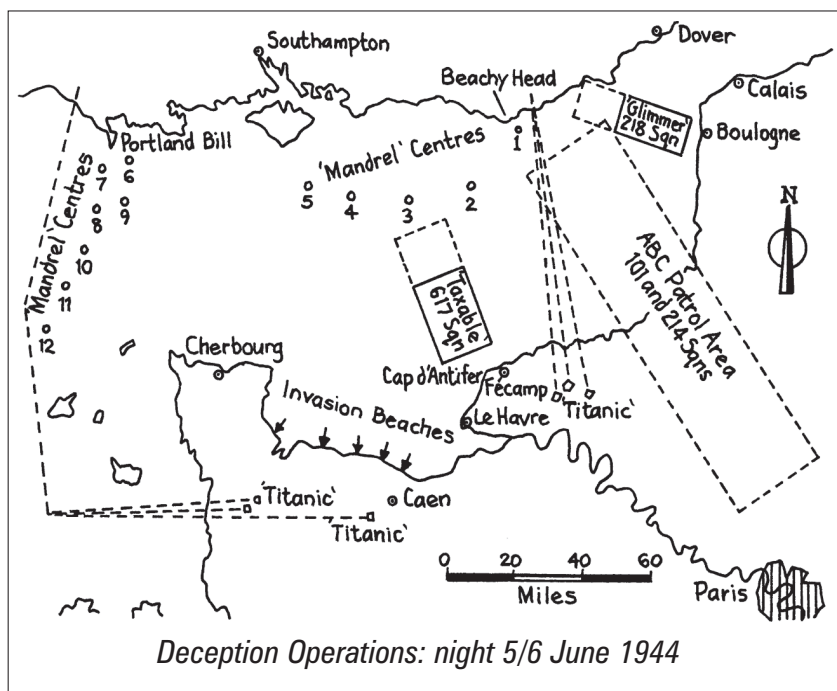 Southampton
Dover
Beachy Head
Calais
'Glimmer'
218 Sqn
Boulogne
Portland Bill
'Mandrel' Centres
1
2
3
4
5
6
7
8
9
10
11
12
'Mandrel' Centres
N
'Taxable'
617 Sqn
ABC Patrol Area
101 and 214 Sqns
Cherbourg
Cap d'Antifer
Fécamp
'Titanic'
Le Havre
Invasion Beaches
'Titanic'
Caen
'Titanic'
0 20 40 60
Miles
Paris
Deception Operations: night 5/6 June 1944